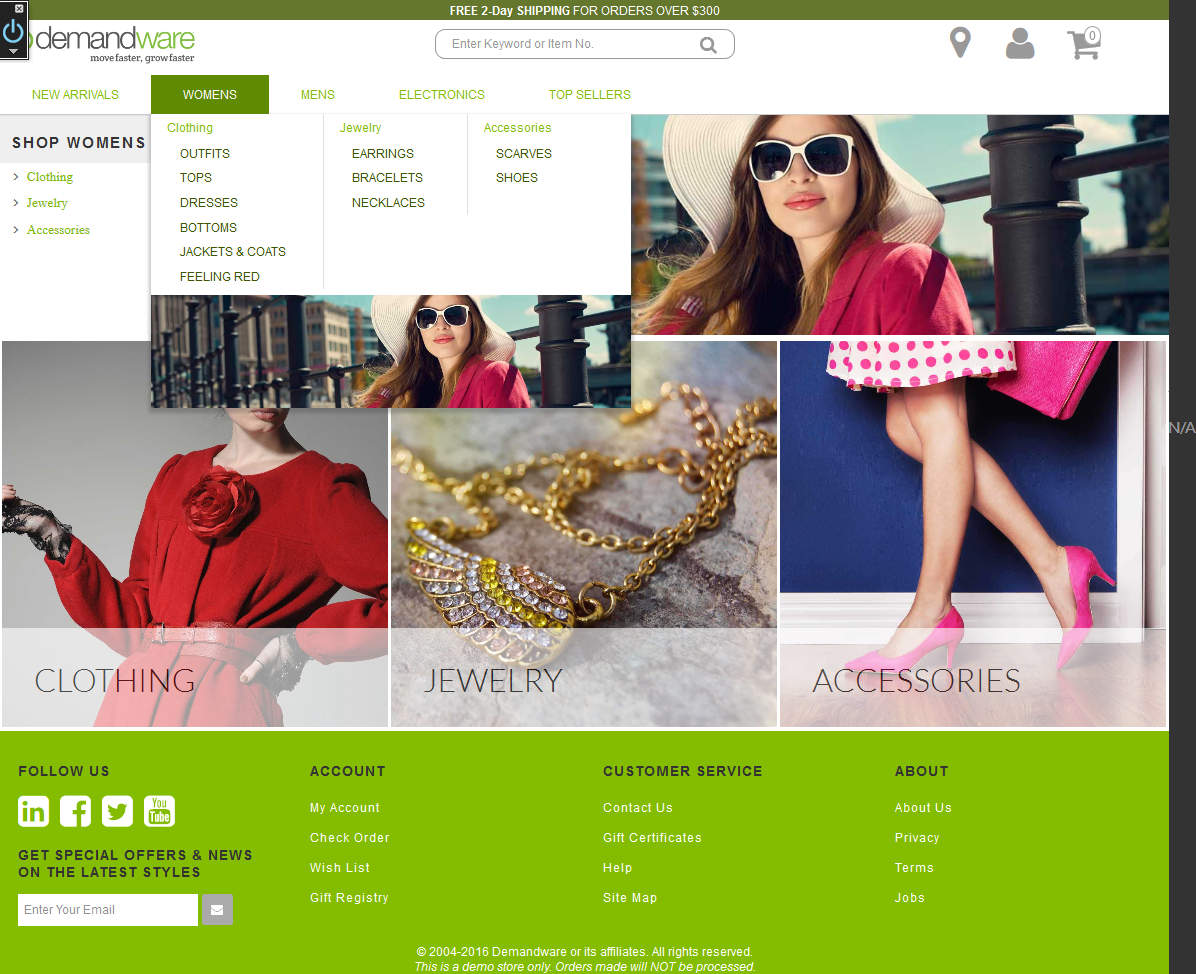 FREE 2-Day SHIPPING FOR ORDERS OVER $300
demandware
move faster, grow faster
Enter Keyword or Item No.
0
NEW ARRIVALS WOMENS MENS ELECTRONICS TOP SELLERS
SHOP WOMENS
Clothing
Jewelry
Accessories
Clothing
OUTFITS
TOPS
DRESSES
BOTTOMS
JACKETS & COATS
FEELING RED
Jewelry
EARRINGS
BRACELETS
NECKLACES
Accessories
SCARVES
SHOES
N/A
CLOTHING
JEWELRY
ACCESSORIES
FOLLOW US
in
You
Tube
GET SPECIAL OFFERS & NEWS
ON THE LATEST STYLES
Enter Your Email
ACCOUNT
My Account
Check Order
Wish List
Gift Registry
CUSTOMER SERVICE
Contact Us
Gift Certificates
Help
Site Map
ABOUT
About Us
Privacy
Terms
Jobs
© 2004-2016 Demandware or its affiliates. All rights reserved.
This is a demo store only. Orders made will NOT be processed.